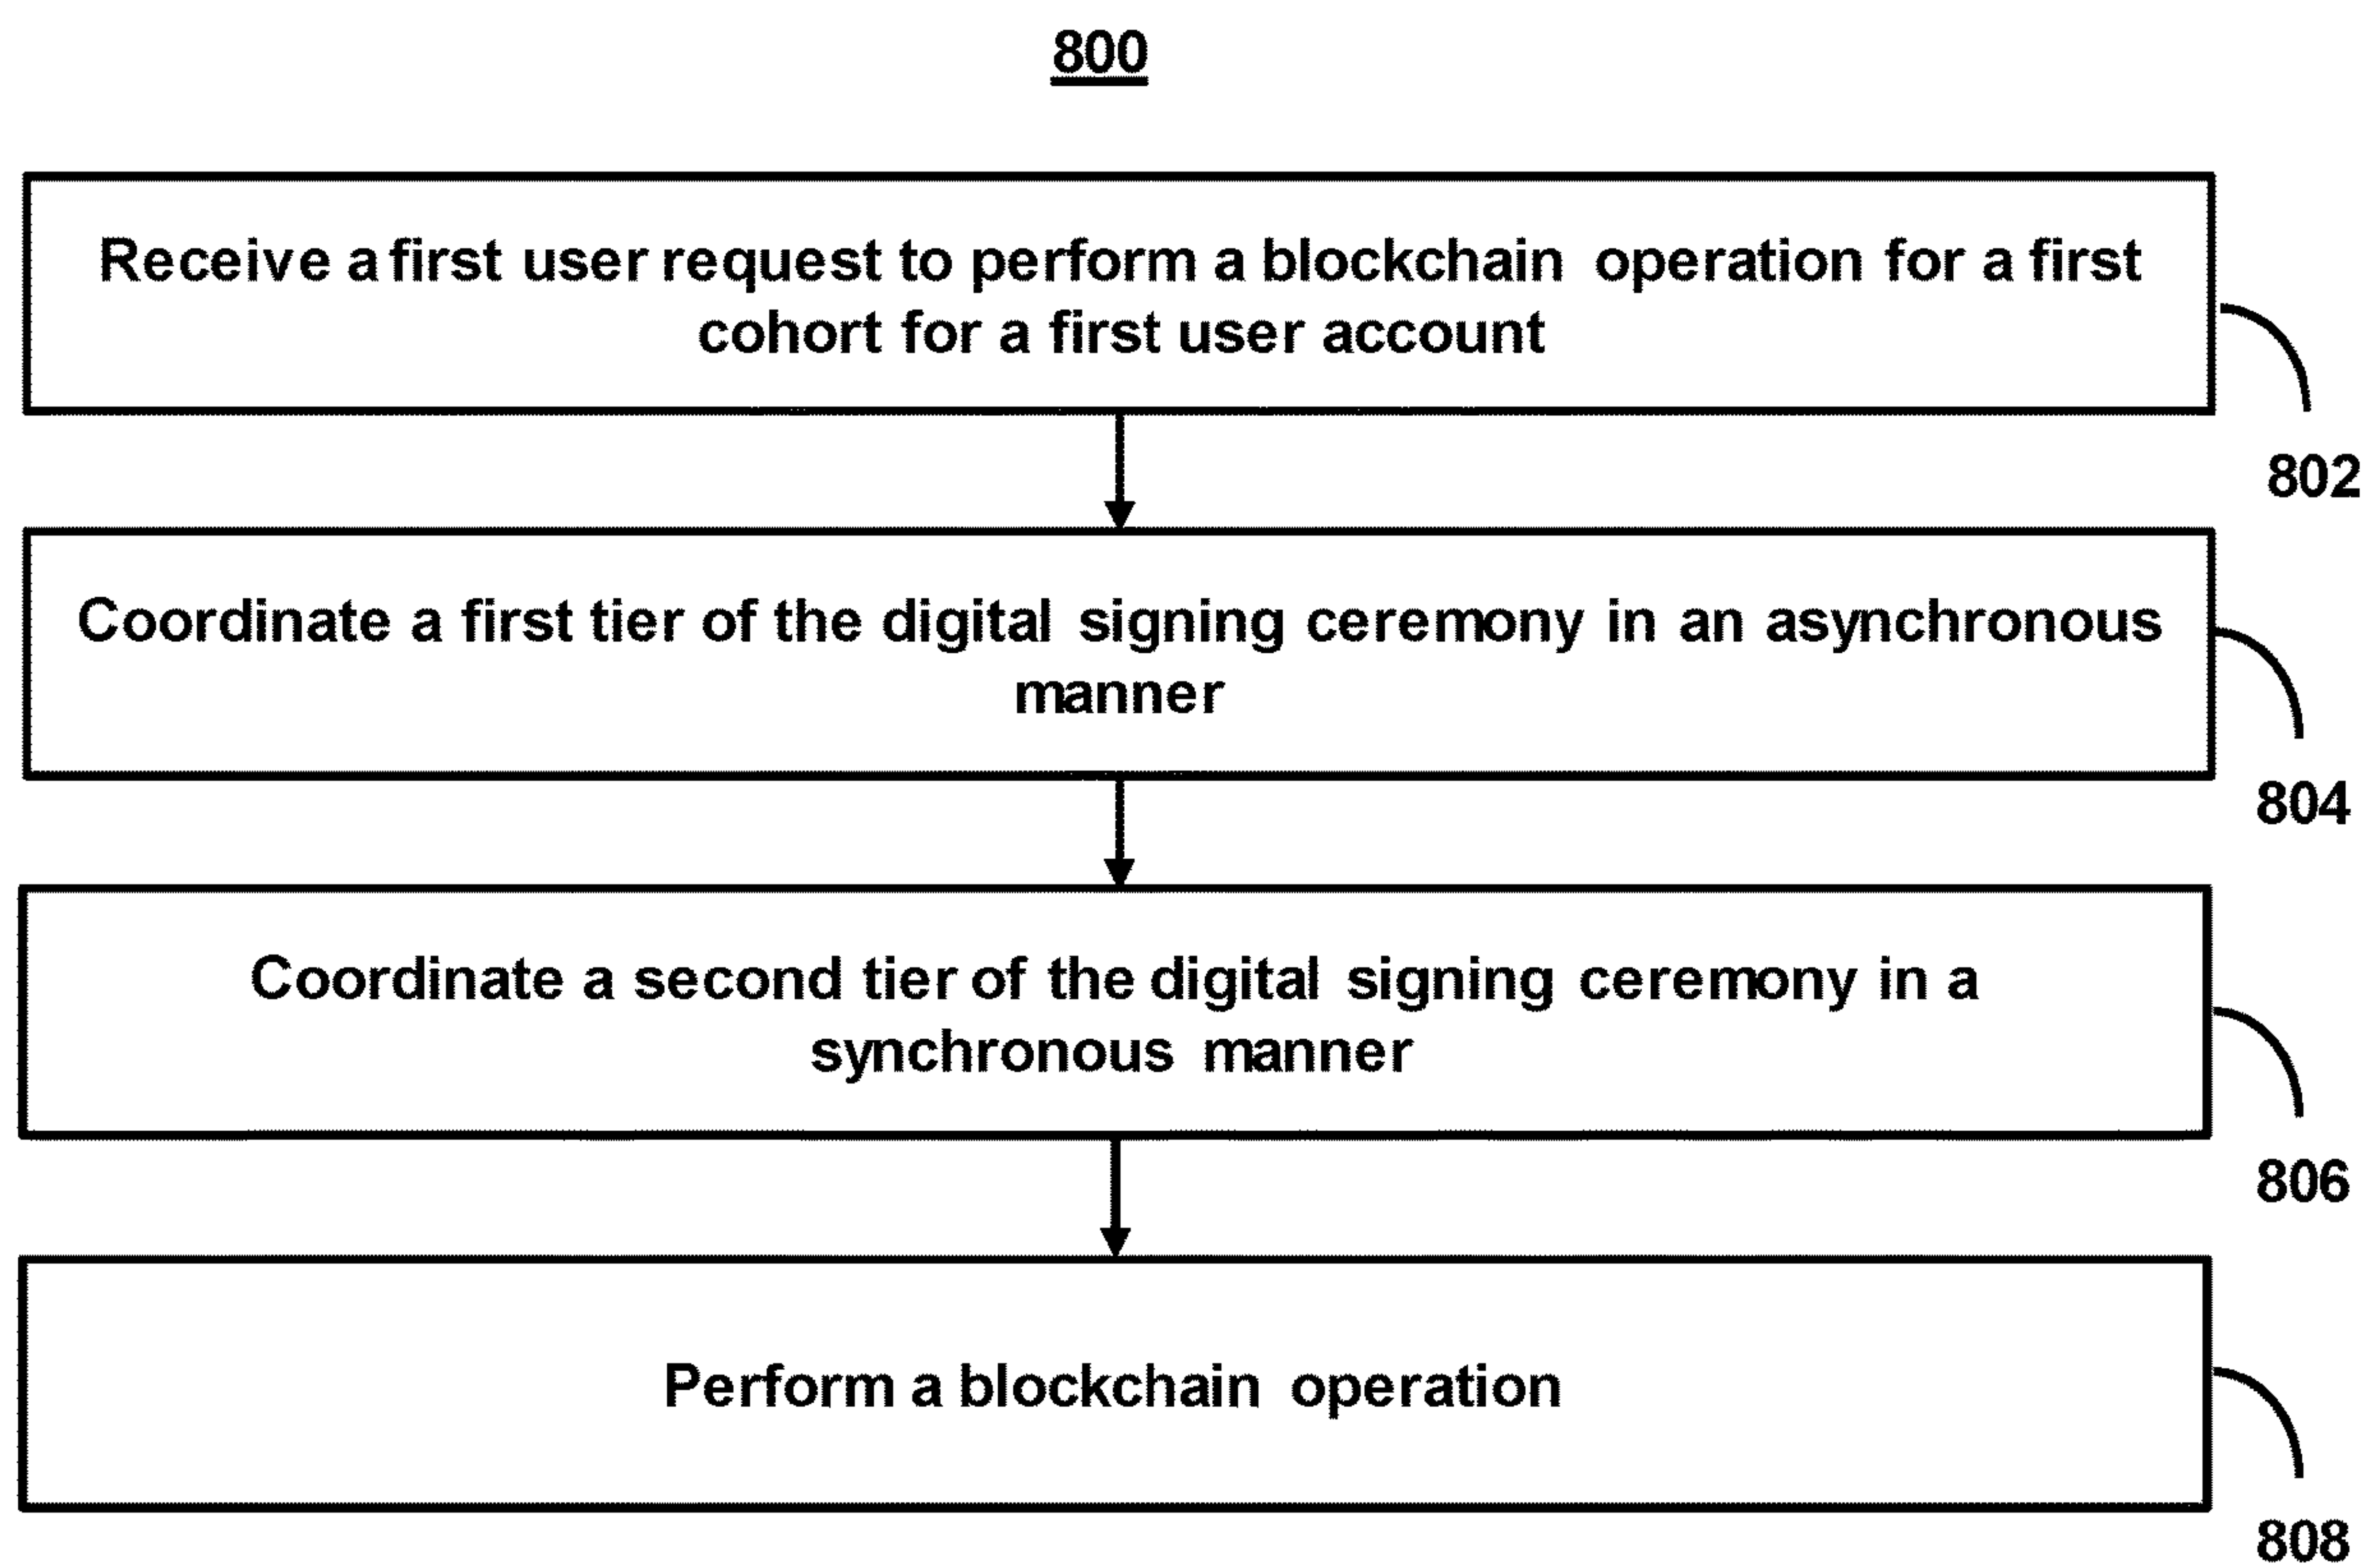 800
Receive a first user request to perform a blockchain operation for a first
cohort for a first user account
802
Coordinate a first tier of the digital signing ceremony in an asynchronous
manner
804
Coordinate a second tier of the digital signing ceremony in a
synchronous manner
806
Perform a blockchain operation
808